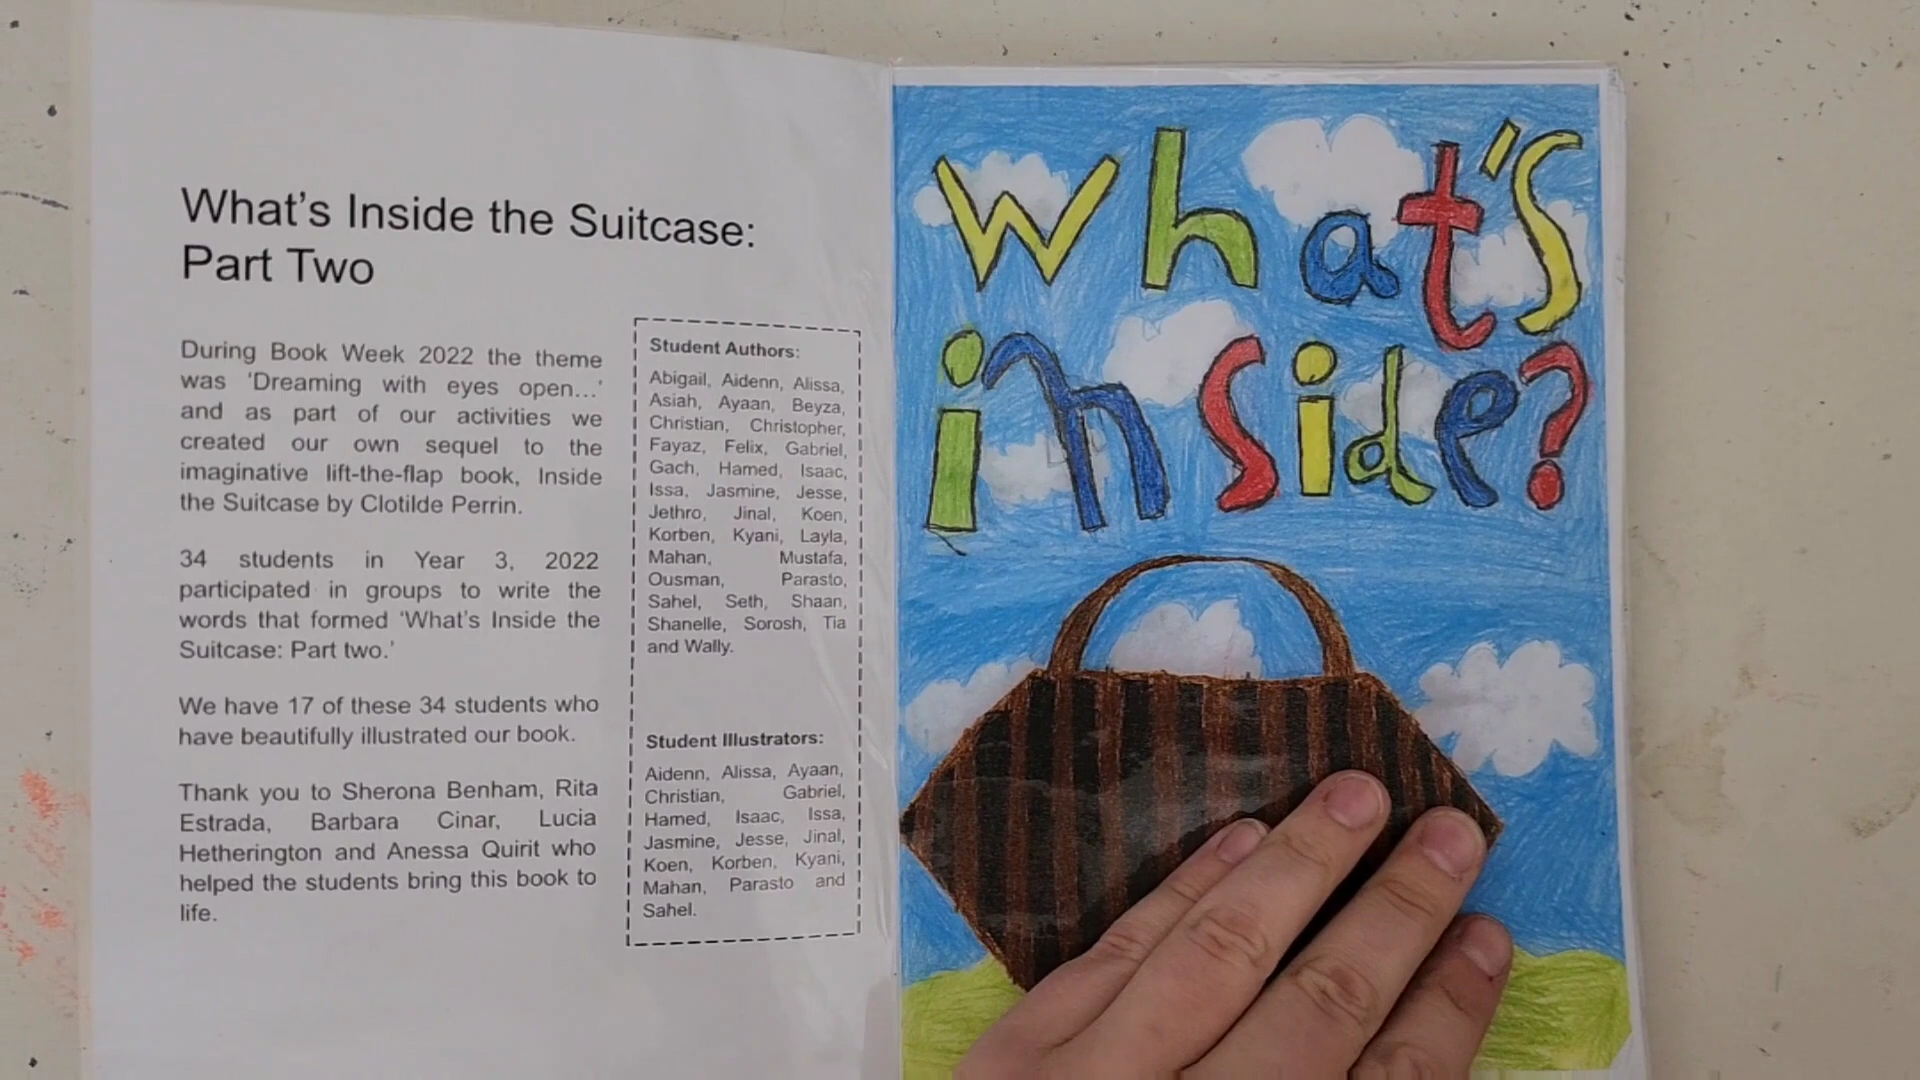 What's Inside the Suitcase:
Part Two
During Book Week 2022 the theme
was 'Dreaming with eyes open...'
and as part of our activities we
created our own sequel to the
imaginative lift-the-flap book, Inside
the Suitcase by Clotilde Perrin.
34 students in Year 3, 2022
participated in groups to write the
words that formed 'What's Inside the
Suitcase: Part two.'
We have 17 of these 34 students who
have beautifully illustrated our book.
Thank you to Sherona Benham, Rita
Estrada, Barbara Cinar, Lucia
Hetherington and Anessa Quirit who
helped the students bring this book to
life.
Student Authors:
Abigail, Aidenn, Alissa,
Asiah, Ayaan, Beyza,
Christian, Christopher,
Fayaz, Felix, Gabriel,
Gach, Hamed, Isaac,
Issa, Jasmine, Jesse,
Jethro, Jinal, Koen,
Korben, Kyani, Layla,
Mahan, Mustafa,
Ousman, Parasto,
Sahel, Seth, Shaan,
Shanelle, Sorosh, Tia
and Wally.
Student Illustrators:
Aidenn, Alissa, Ayaan,
Christian, Gabriel,
Hamed, Isaac, Issa,
Jasmine, Jesse, Jinal,
Koen, Korben, Kyani,
Mahan, Parasto and
Sahel.
What's
inside?